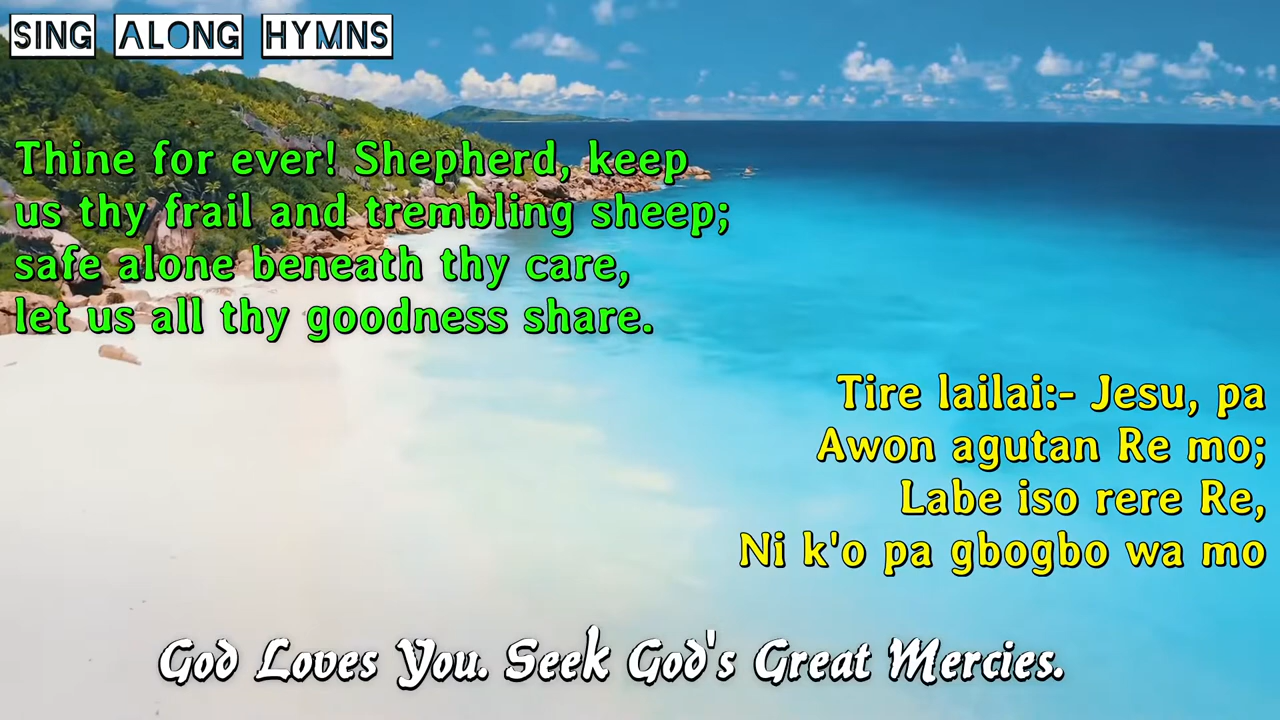 SING ALONG HYMNS
Thine for ever! Shepherd, keep
us thy frail and trembling sheep;
safe alone beneath thy care,
let us all thy goodness share.
Tire lailai:- Jesu, pa
Awon agutan Re mo;
Labe iso rere Re,
Ni k'o pa gbogbo wa mo
God Loves You. Seek God's Great Mercies.